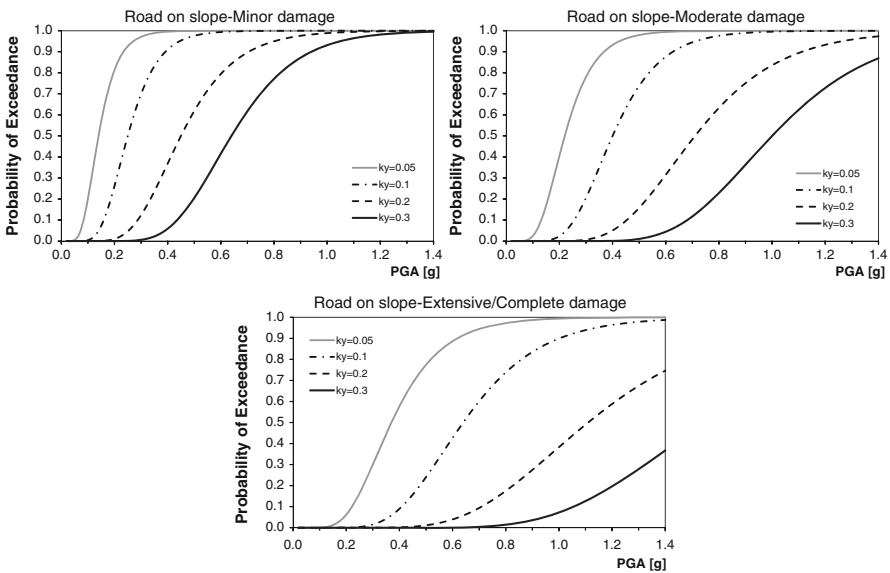 Road on slope-Minor damage
Probability of Exceedance
1.0
0.9
0.8
0.7
0.6
0.5
0.4
0.3
0.2
0.1
0.0
ky=0.05
ky=0.1
ky=0.2
ky=0.3
0.0 0.2 0.4 0.6 0.8 1.0 1.2 1.4
PGA [g]
Road on slope-Moderate damage
Probability of Exceedance
1.0
0.9
0.8
0.7
0.6
0.5
0.4
0.3
0.2
0.1
0.0
ky=0.05
ky=0.1
ky=0.2
ky=0.3
0.0 0.2 0.4 0.6 0.8 1.0 1.2 1.4
PGA [g]
Road on slope-Extensive/Complete damage
Probability of Exceedance
1.0
0.9
0.8
0.7
0.6
0.5
0.4
0.3
0.2
0.1
0.0
ky=0.05
ky=0.1
ky=0.2
ky=0.3
0.0 0.2 0.4 0.6 0.8 1.0 1.2 1.4
PGA [g]